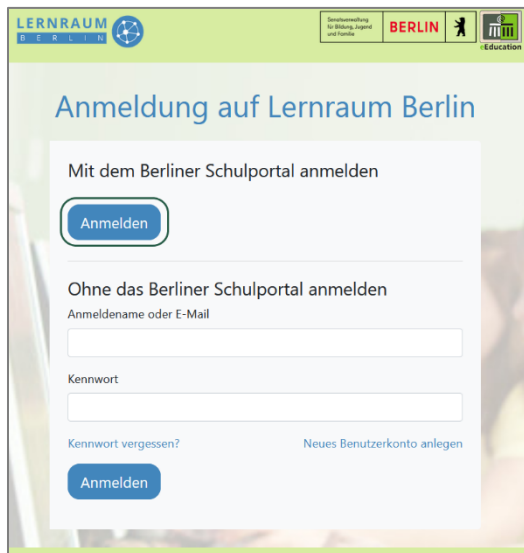 LERNRAUM
BERLIN
Senatsverwaltung
für Bildung, Jugend
und Familie
BERLIN
eEducation
Anmeldung auf Lernraum Berlin
Mit dem Berliner Schulportal anmelden
Anmelden
Ohne das Berliner Schulportal anmelden
Anmeldename oder E-Mail
Kennwort
Kennwort vergessen? Neues Benutzerkonto anlegen
Anmelden